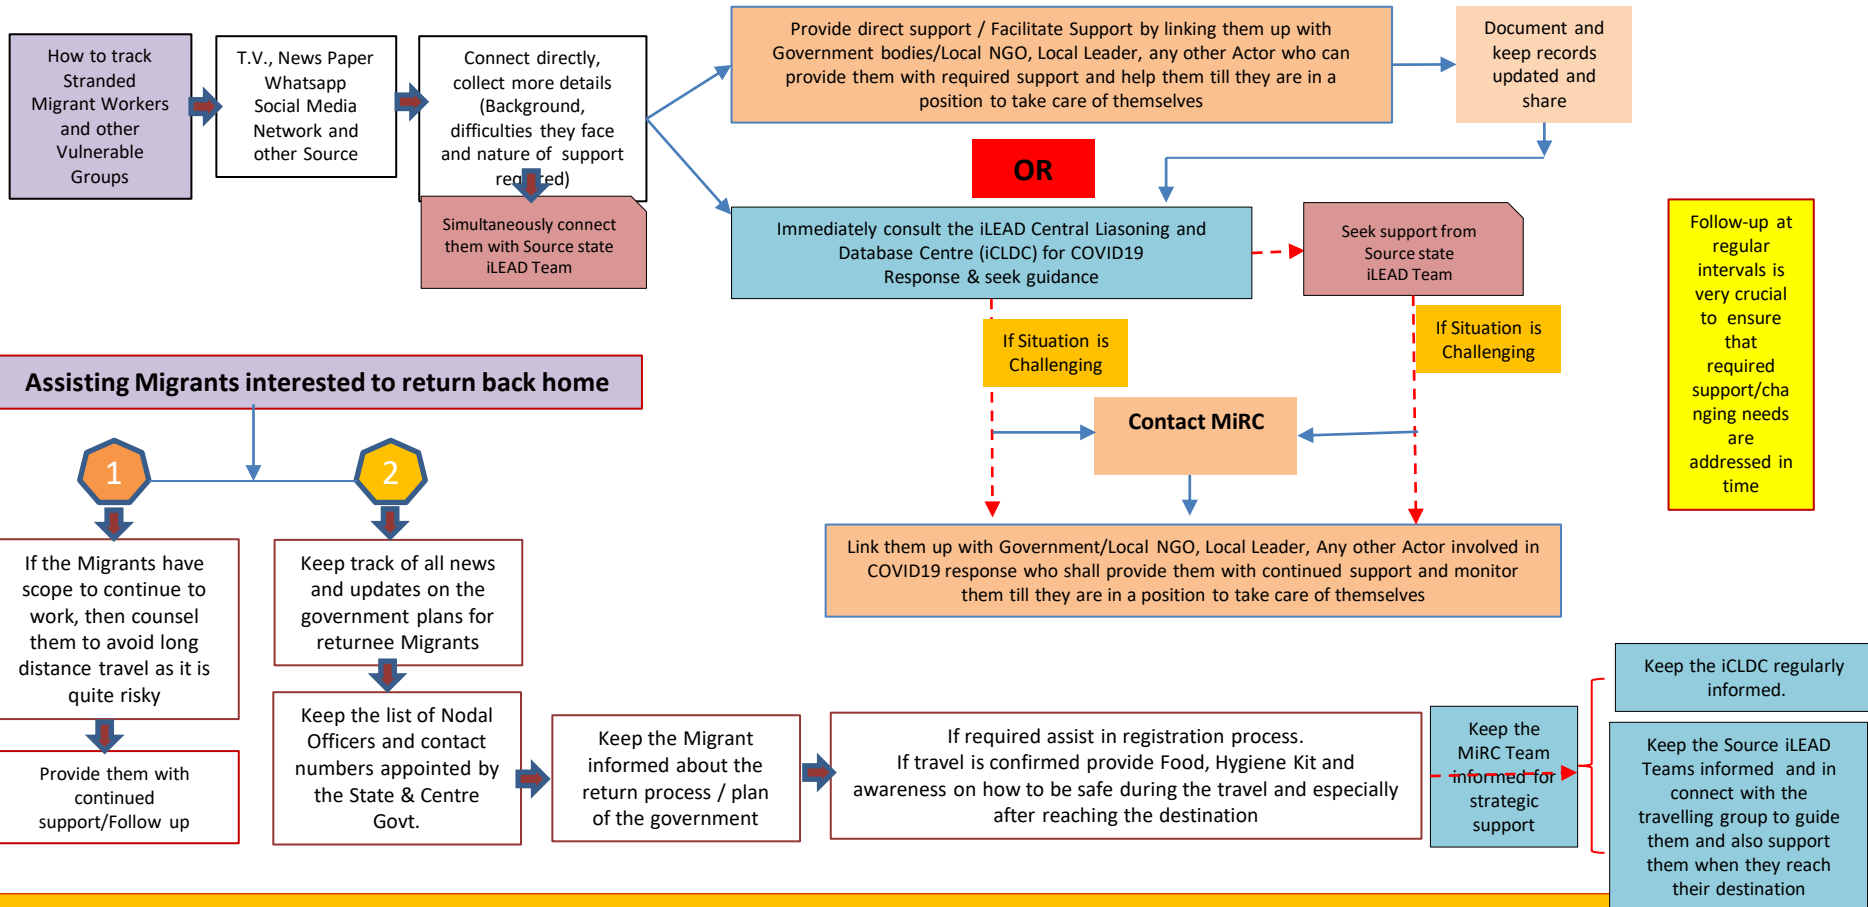 How to track
Stranded
Migrant Workers
and other
Vulnerable
Groups
T.V., News Paper
Whatsapp
Social Media
Network and
other Source
Connect directly,
collect more details
(Background,
difficulties they face
and nature of support
required)
Simultaneously connect
them with Source state
iLEAD Team
Provide direct support / Facilitate Support by linking them up with
Government bodies/Local NGO, Local Leader, any other Actor who can
provide them with required support and help them till they are in a
position to take care of themselves
Document and
keep records
updated and
share
OR
Immediately consult the iLEAD Central Liasoning and
Database Centre (iCLDC) for COVID19
Response & seek guidance
Seek support from
Source state
iLEAD Team
If Situation is
Challenging
If Situation is
Challenging
Contact MiRC
Link them up with Government/Local NGO, Local Leader, Any other Actor involved in
COVID19 response who shall provide them with continued support and monitor
them till they are in a position to take care of themselves
Follow-up at
regular
intervals is
very crucial
to ensure
that
required
support/cha
nging needs
are
addressed in
time
Assisting Migrants interested to return back home
1
2
If the Migrants have
scope to continue to
work, then counsel
them to avoid long
distance travel as it is
quite risky
Provide them with
continued
support/Follow up
Keep track of all news
and updates on the
government plans for
returnee Migrants
Keep the list of Nodal
Officers and contact
numbers appointed by
the State & Centre
Govt.
Keep the Migrant
informed about the
return process / plan
of the government
If required assist in registration process.
If travel is confirmed provide Food, Hygiene Kit and
awareness on how to be safe during the travel and especially
after reaching the destination
Keep the
MiRC Team
informed for
strategic
support
Keep the iCLDC regularly
informed.
Keep the Source iLEAD
Teams informed and in
connect with the
travelling group to guide
them and also support
them when they reach
their destination